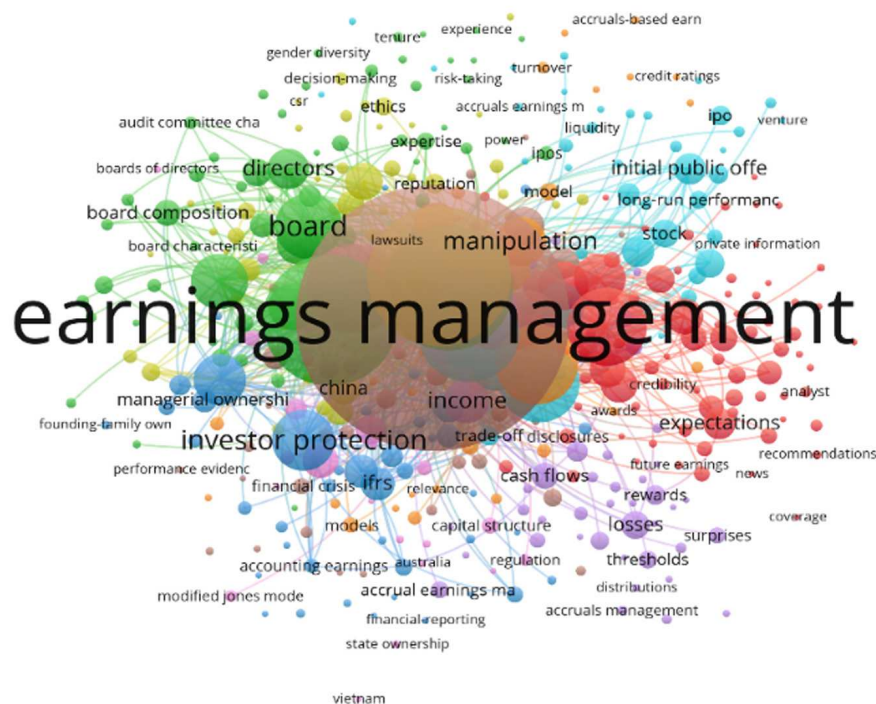 accruals-based earn
experience
tenure
gender diversity
turnover
decision-making
risk-taking
credit ratings
csr
ethics
accruals earnings m
ipo
venture
audit committee cha
liquidity
expertise
power
ipos
boards of directors
directors
initial public offe
reputation
model
long-run performanc
board composition
board
stock
lawsuits
manipulation
private information
board characteristi
earnings management
china
credibility
managerial ownershi
income
analyst
awards
founding-family own
expectations
investor protection
trade-off
disclosures
recommendations
performance evidenc
future earnings
news
financial crisis
ifrs
relevance
cash flows
rewards
coverage
models
capital structure
losses
surprises
accounting earnings
australia
regulation
thresholds
modified jones mode
accrual earnings ma
distributions
accruals management
financial-reporting
state ownership
vietnam